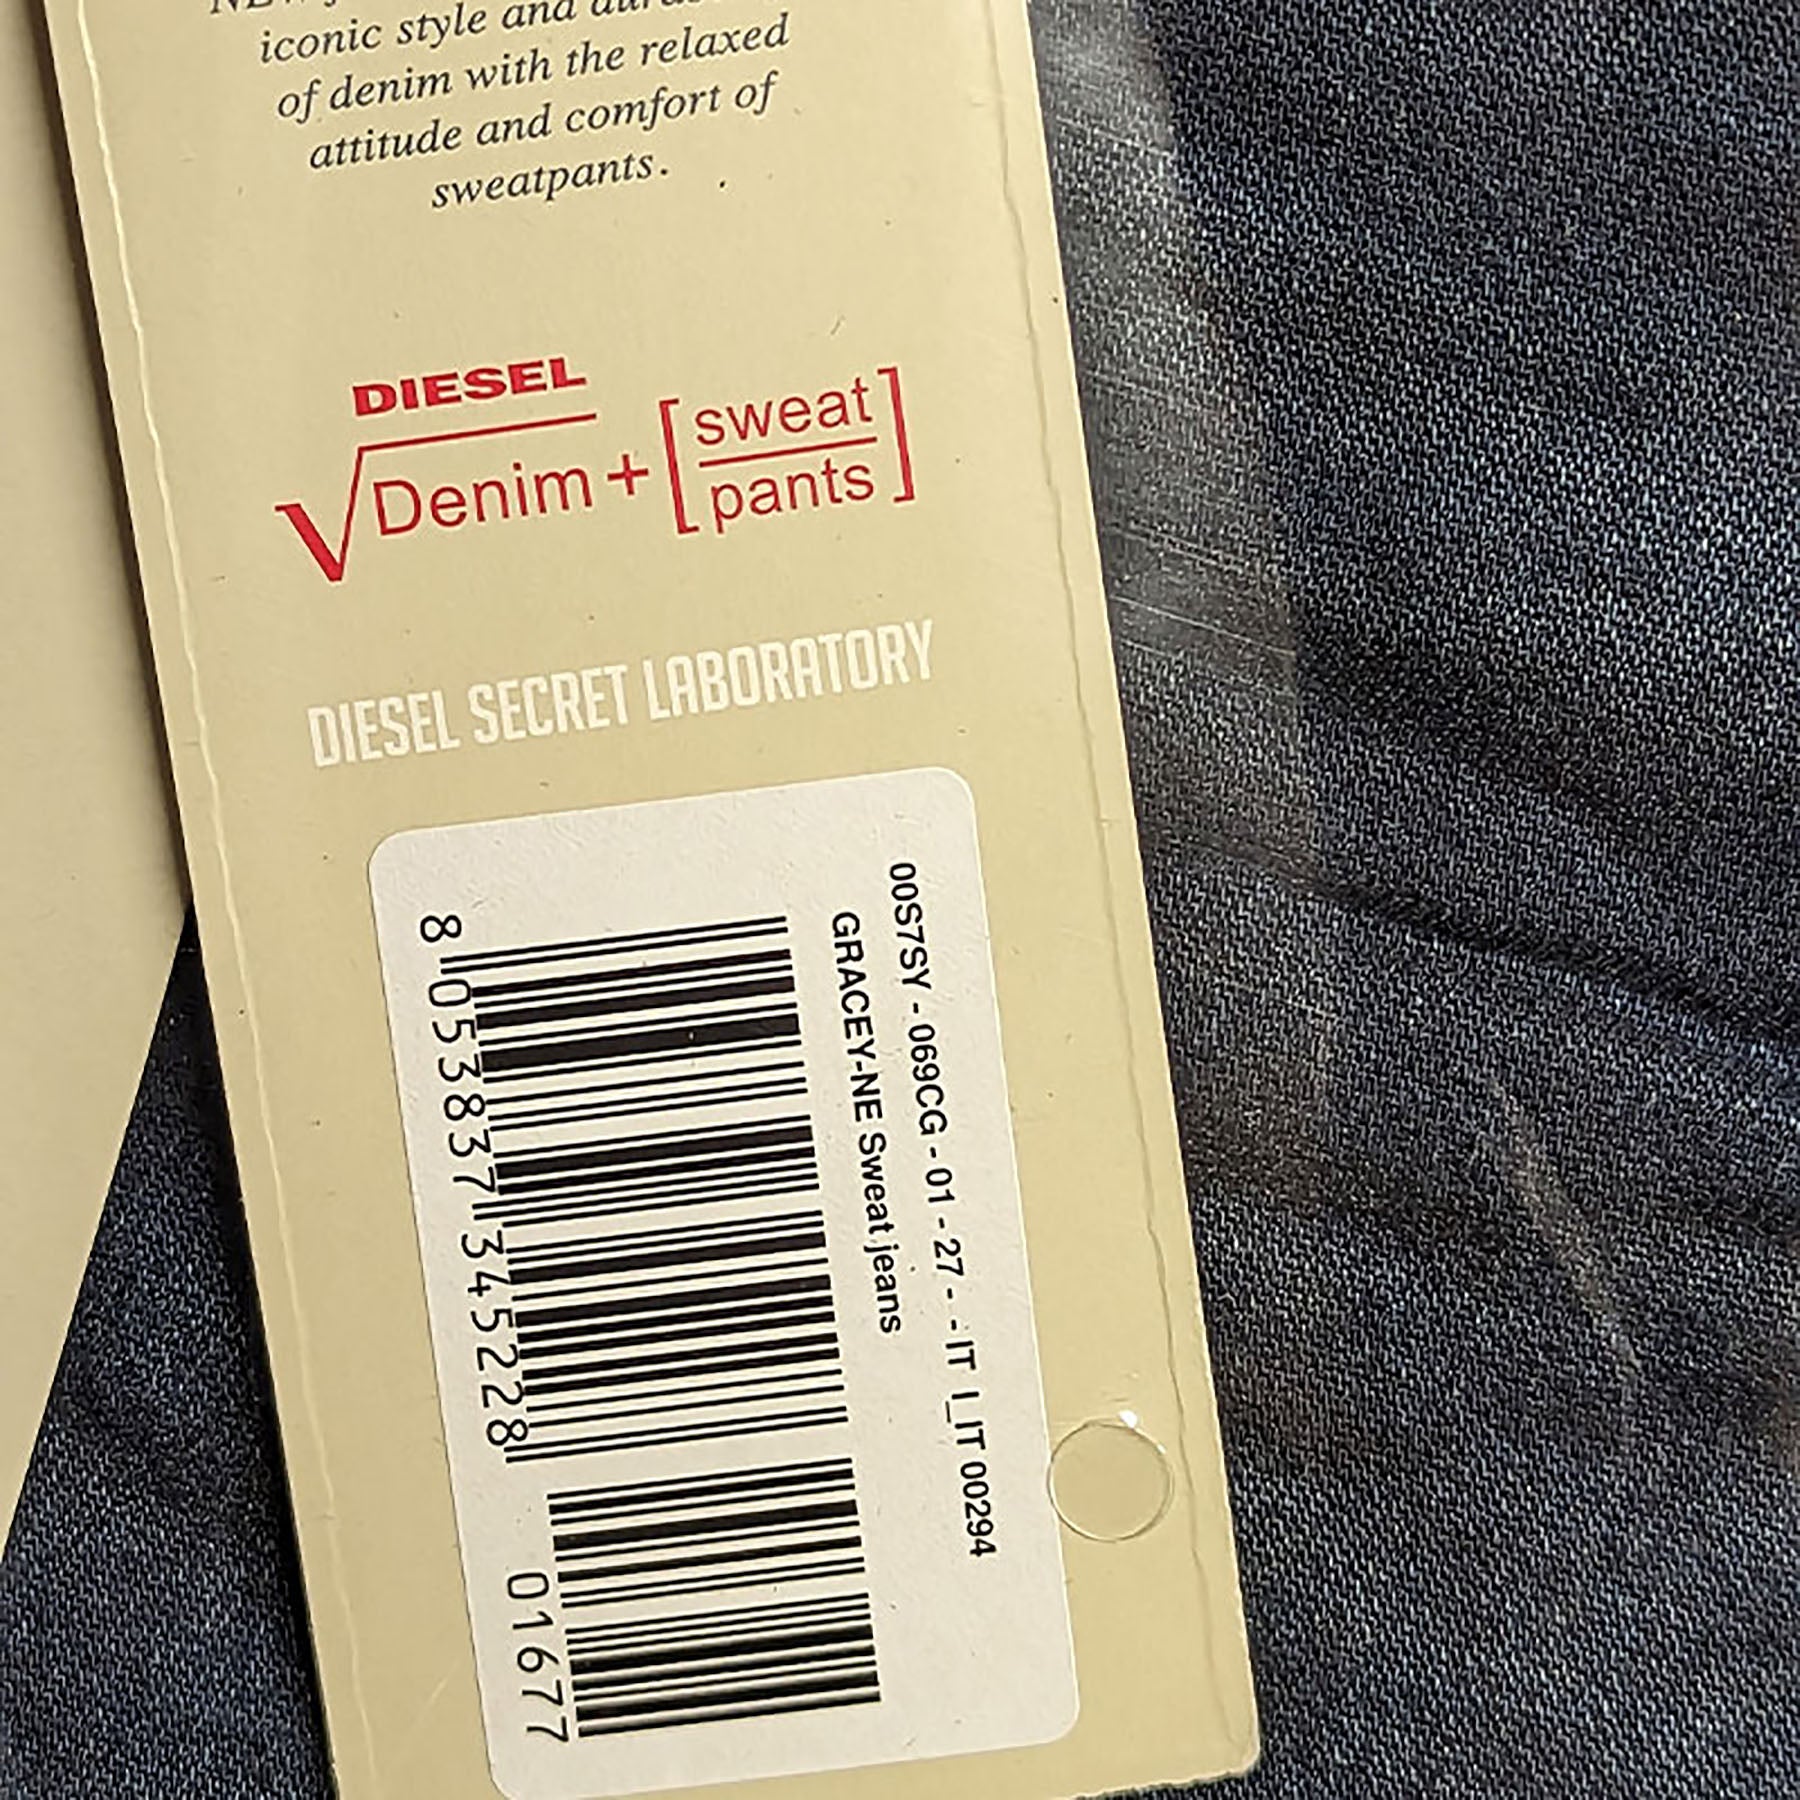 iconic style and
of denim with the relaxed
attitude and comfort of
sweatpants.
DIESEL
√Denim + [sweat
pants]
DIESEL SECRET LABORATORY
00S7SY - 069CG - 01 - 27 - - IT I_IT 00294
GRACEY-NE Sweat jeans
8 053837 345228 01677